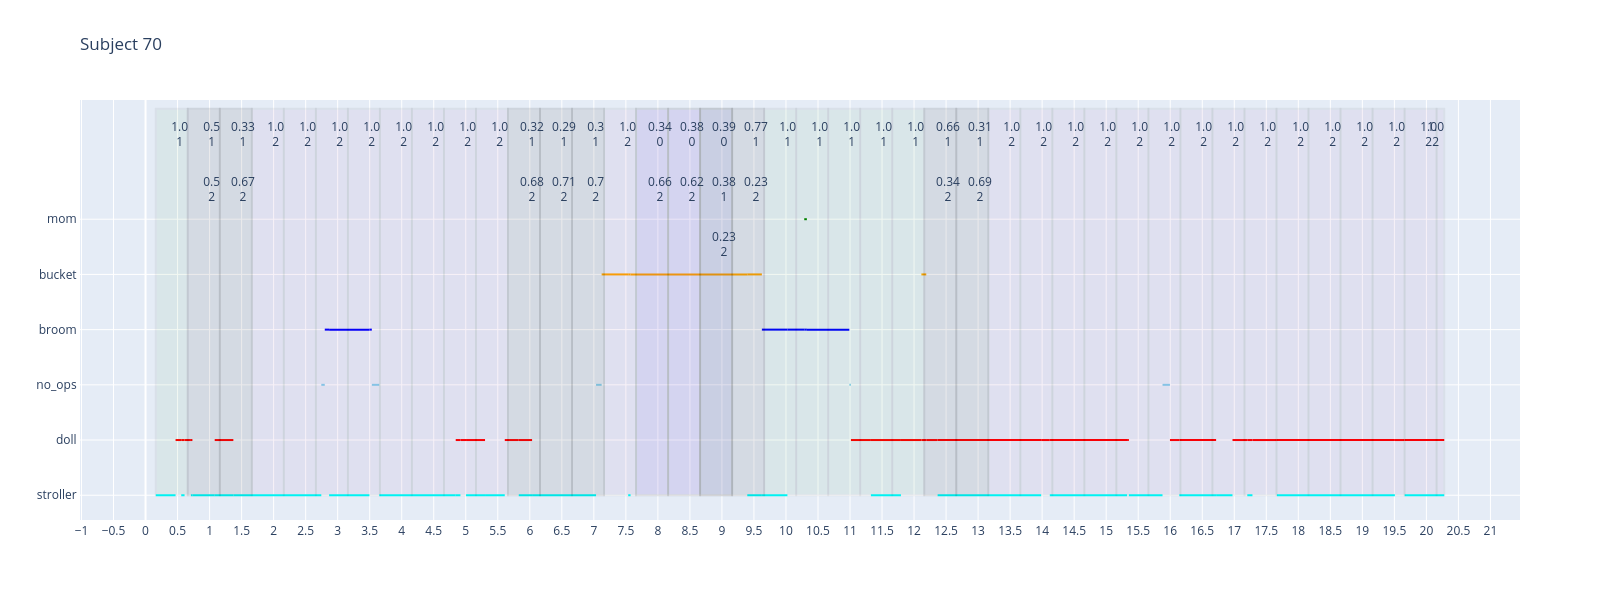 Subject 70
1.0 0.5 0.33 1.0 1.0 1.0 1.0 1.0 1.0 1.0 1.0 0.32 0.29 0.3 1.0 0.34 0.38 0.39 0.77 1.0 1.0 1.0 1.0 1.0 0.66 0.31 1.0 1.0 1.0 1.0 1.0 1.0 1.0 1.0 1.0 1.0 1.0 1.0 1.0 1.0 1.0
1 1 1 2 2 2 2 2 2 2 2 1 1 1 2 0 0 0 1 1 1 1 1 1 1 1 2 2 2 2 2 2 2 2 2 2 2 2 2 2 2
0.5 0.67 0.68 0.71 0.7 0.66 0.62 0.38 0.23 0.34 0.69
2 2 2 2 2 2 2 1 2 2 2
mom
0.23
2
bucket
broom
no_ops
doll
stroller
−1 −0.5 0 0.5 1 1.5 2 2.5 3 3.5 4 4.5 5 5.5 6 6.5 7 7.5 8 8.5 9 9.5 10 10.5 11 11.5 12 12.5 13 13.5 14 14.5 15 15.5 16 16.5 17 17.5 18 18.5 19 19.5 20 20.5 21